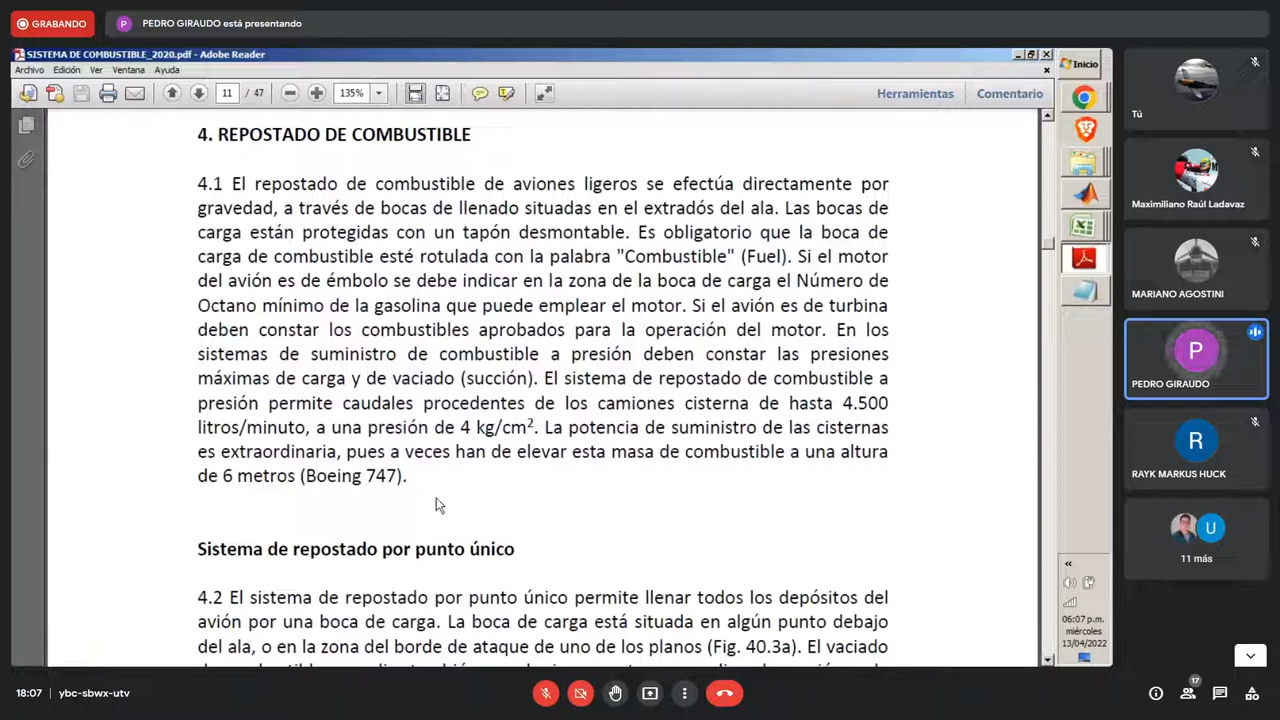 GRABANDO
P PEDRO GIRAUDO está presentando
SISTEMA DE COMBUSTIBLE_2020.pdf - Adobe Reader
Archivo Edición Ver Ventana Ayuda
11 / 47 135% Herramientas Comentario
4. REPOSTADO DE COMBUSTIBLE
4.1 El repostado de combustible de aviones ligeros se efectúa directamente por
gravedad, a través de bocas de llenado situadas en el extradós del ala. Las bocas de
carga están protegidas con un tapón desmontable. Es obligatorio que la boca de
carga de combustible esté rotulada con la palabra "Combustible" (Fuel). Si el motor
del avión es de émbolo se debe indicar en la zona de la boca de carga el Número de
Octano mínimo de la gasolina que puede emplear el motor. Si el avión es de turbina
deben constar los combustibles aprobados para la operación del motor. En los
sistemas de suministro de combustible a presión deben constar las presiones
máximas de carga y de vaciado (succión). El sistema de repostado de combustible a
presión permite caudales procedentes de los camiones cisterna de hasta 4.500
litros/minuto, a una presión de 4 kg/cm². La potencia de suministro de las cisternas
es extraordinaria, pues a veces han de elevar esta masa de combustible a una altura
de 6 metros (Boeing 747).
Sistema de repostado por punto único
4.2 El sistema de repostado por punto único permite llenar todos los depósitos del
avión por una boca de carga. La boca de carga está situada en algún punto debajo
del ala, o en la zona del borde de ataque de uno de los planos (Fig. 40.3a). El vaciado
Inicio
06:07 p.m.
miércoles
13/04/2022
Tú
Maximiliano Raúl Ladavaz
MARIANO AGOSTINI
P
PEDRO GIRAUDO
R
RAYK MARKUS HUCK
U
11 más
18:07 ybc-sbwx-utv
17